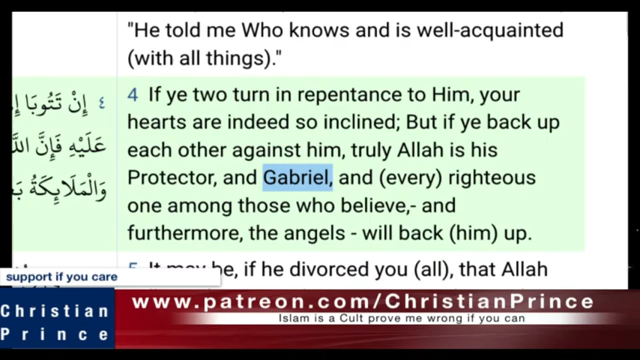 "He told me Who knows and is well-acquainted
(with all things)."
4 If ye two turn in repentance to Him, your
hearts are indeed so inclined; But if ye back up
each other against him, truly Allah is his
Protector, and Gabriel, and (every) righteous
one among those who believe,- and
furthermore, the angels - will back (him) up.
5 It may be, if he divorced you (all), that Allah
٤ إِنْ تَتُوبَا
عَلَيْهِ فَإِنَّ
وَالْمَلَائِكَةُ
support if you care
Christian
Prince
www.patreon.com/ChristianPrince
Islam is a Cult prove me wrong if you can